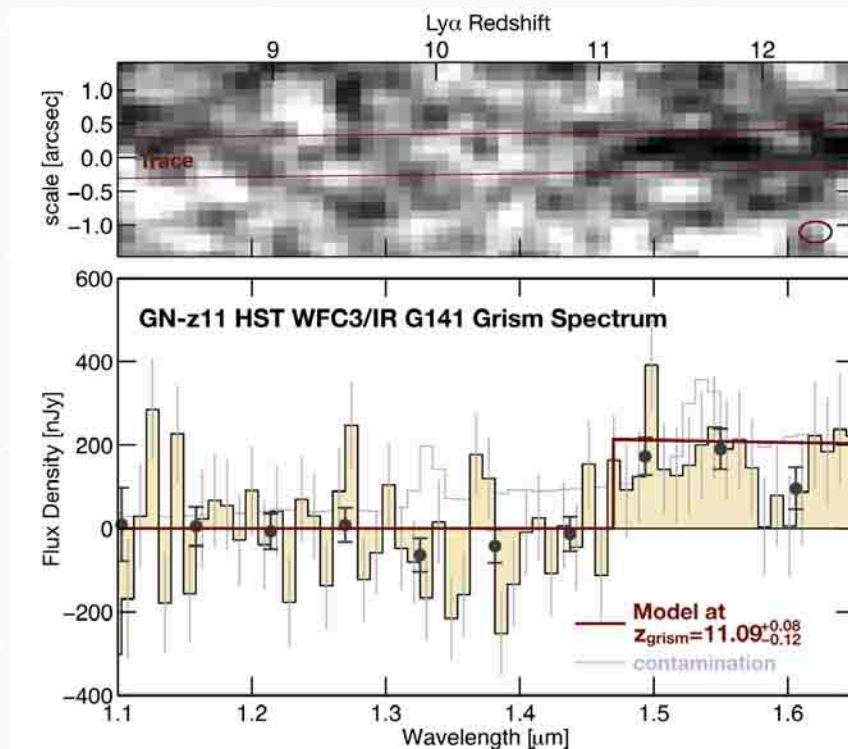 Lyα Redshift
9 10 11 12
scale [arcsec]
1.0
0.5
0.0
−0.5
−1.0
Trace
GN-z11 HST WFC3/IR G141 Grism Spectrum
Flux Density [nJy]
600
400
200
0
−200
−400
Model at
z_grism=11.09^{+0.08}_{−0.12}
contamination
1.1 1.2 1.3 1.4 1.5 1.6
Wavelength [µm]